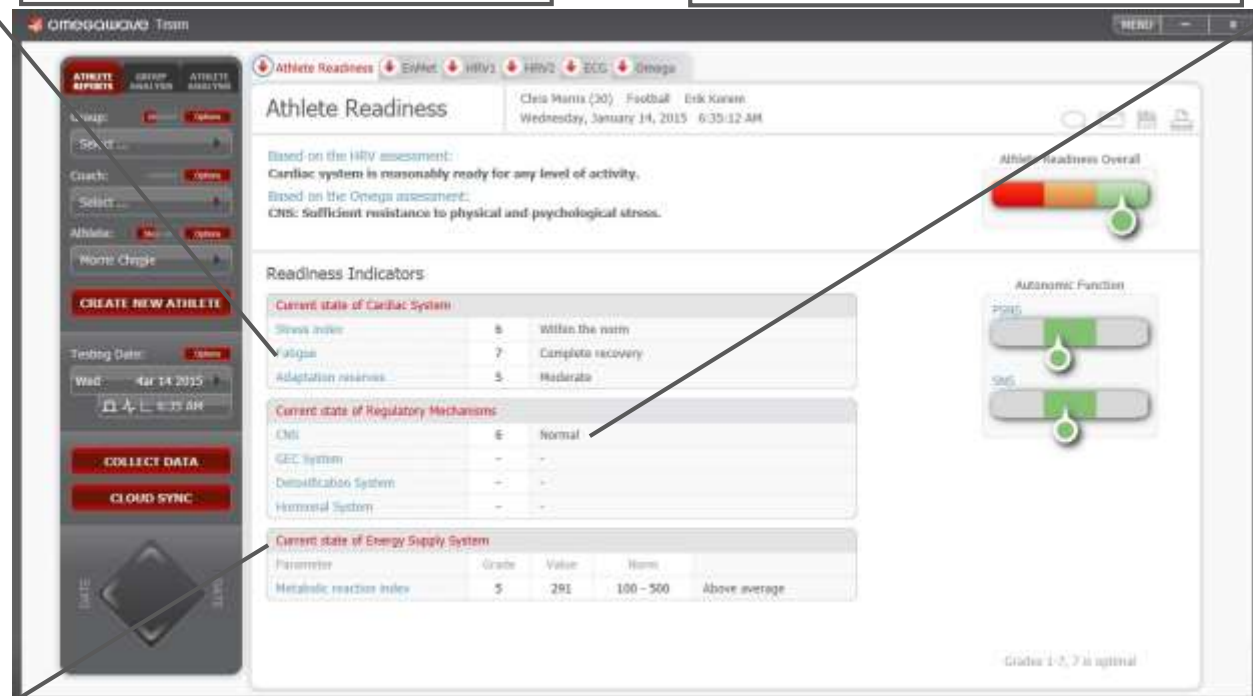 omegawave Team
MENU
ATHLETE REPORTS
GROUP ANALYSIS
ATHLETE ANALYSIS
Athlete Readiness
EnMet
HRV1
HRV2
ECG
Omega
Athlete Readiness
Chris Morris (30) Football
Wednesday, January 14, 2015 6:35:12 AM
Group:
Options
Select ...
Coach:
Options
Select ...
Athlete:
Options
CREATE NEW ATHLETE
Testing Date:
Options
Wed
14 2015
6:35 AM
COLLECT DATA
CLOUD SYNC
DATE
DATE
Based on the HRV assessment:
Cardiac system is reasonably ready for any level of activity.
Based on the Omega assessment:
CNS: Sufficient resistance to physical and psychological stress.
Athlete Readiness Overall
Readiness Indicators
Current state of Cardiac System
Stress index 6 Within the norm
Fatigue 7 Complete recovery
Adaptation reserves 5 Moderate
Current state of Regulatory Mechanisms
CNS 6 Normal
GEC System - -
Detoxification System - -
Hormonal System - -
Current state of Energy Supply System
Parameter Grade Value Norm
Metabolic reaction index 5 291 100 - 500 Above average
Autonomic Function
PSNS
SNS
Grades 1-7, 7 is optimal